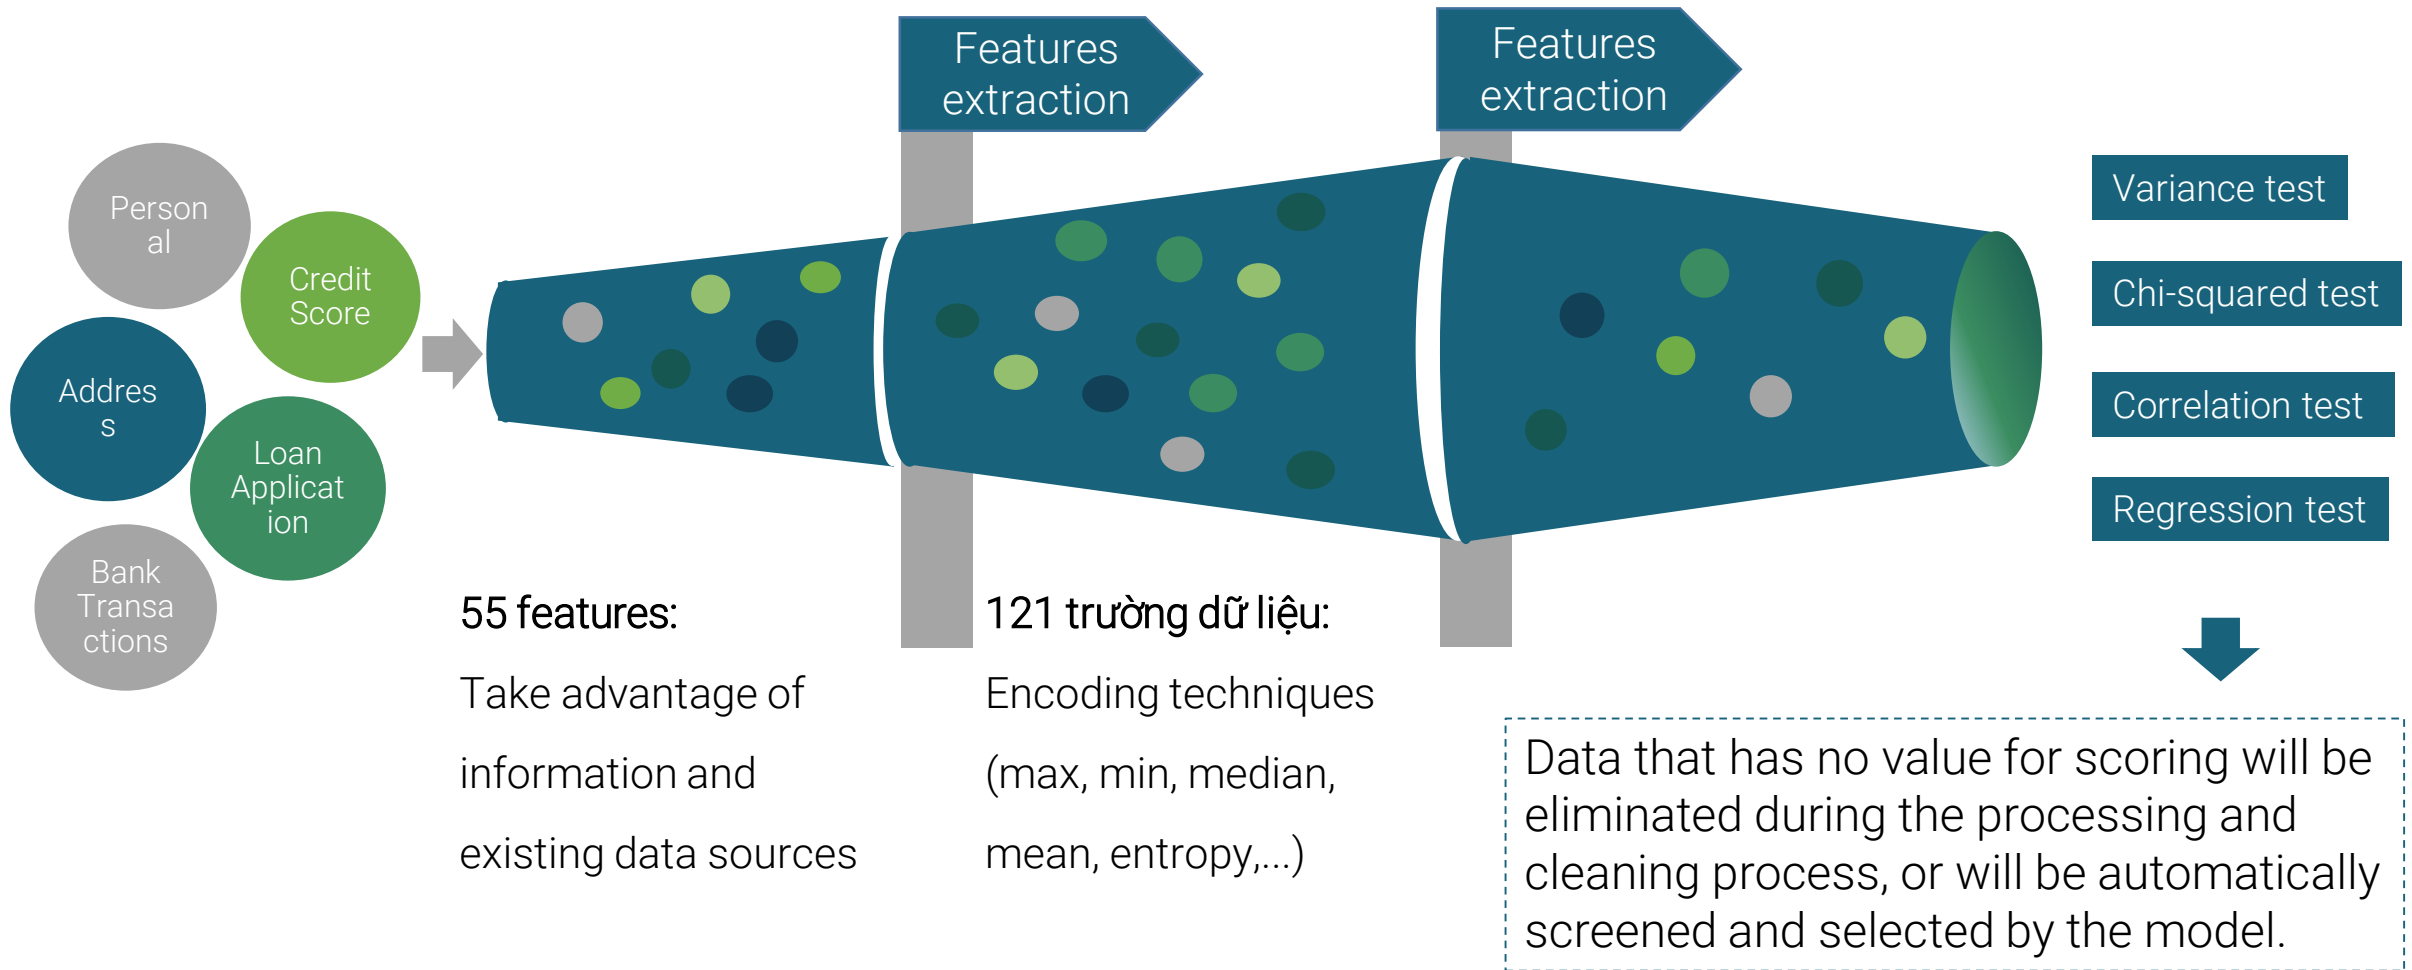 Features
extraction
Features
extraction
Person
al
Credit
Score
Addres
s
Loan
Applicat
ion
Bank
Transa
ctions
55 features:
Take advantage of
information and
existing data sources
121 trường dữ liệu:
Encoding techniques
(max, min, median,
mean, entropy,...)
Variance test
Chi-squared test
Correlation test
Regression test
Data that has no value for scoring will be
eliminated during the processing and
cleaning process, or will be automatically
screened and selected by the model.